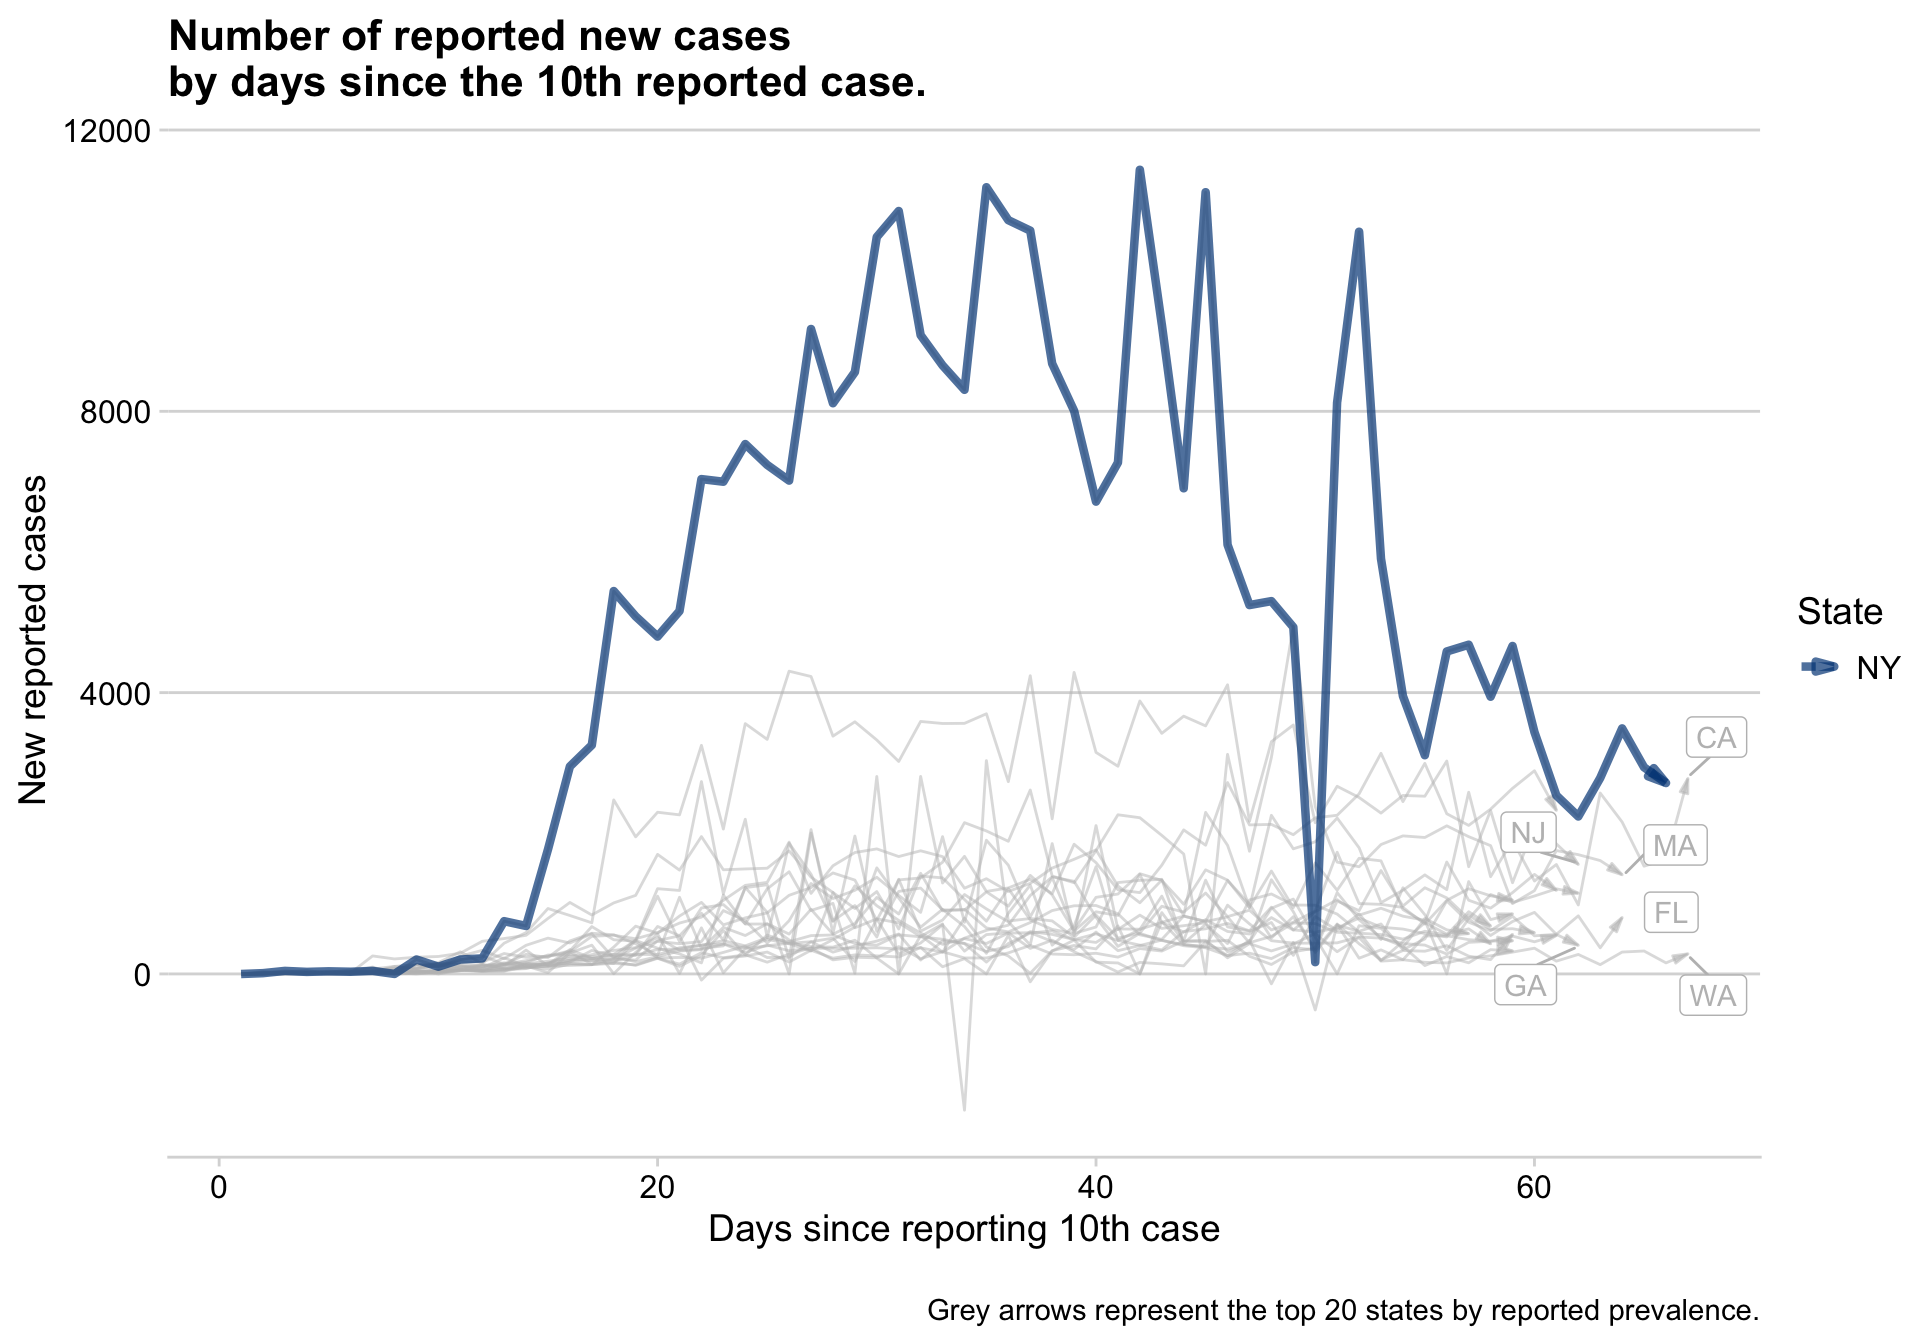 Number of reported new cases
by days since the 10th reported case.
12000
8000
4000
0
New reported cases
State
NY
CA
NJ
MA
FL
GA
WA
0
20
40
60
Days since reporting 10th case
Grey arrows represent the top 20 states by reported prevalence.